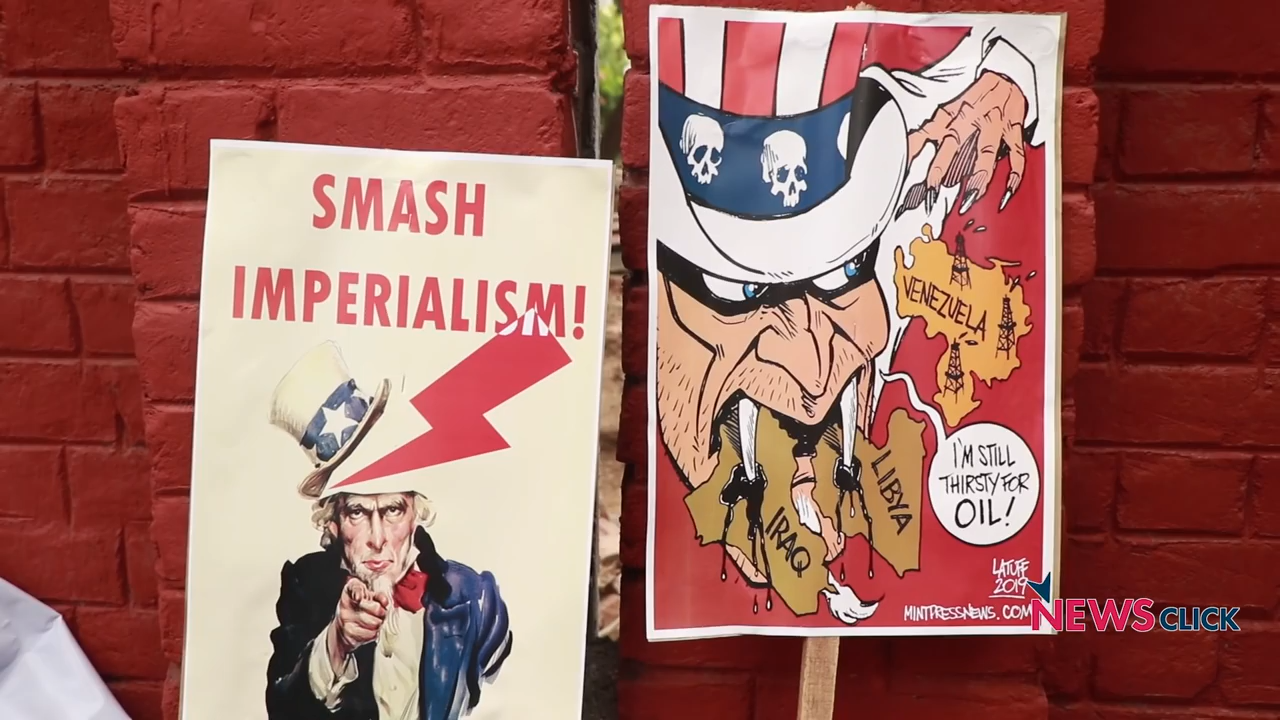 SMASH
IMPERIALISM!
VENEZUELA
IRAQ
LIBYA
I'M STILL
THIRSTY FOR
OIL!
LATUFF
2019
MINTPRESSNEWS.COM
NEWSCLICK